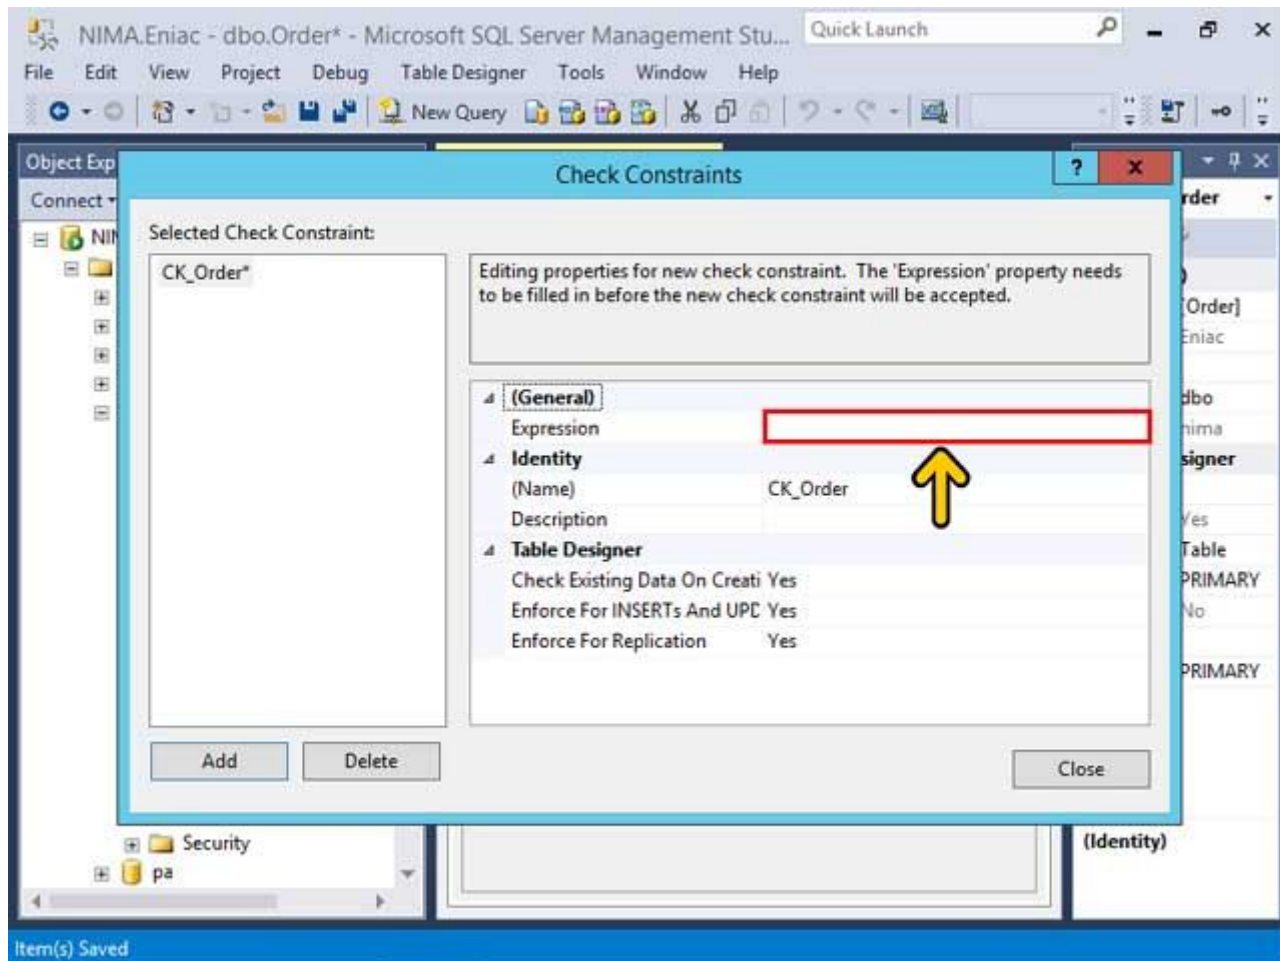 NIMA.Eniac - dbo.Order* - Microsoft SQL Server Management Stu...
Quick Launch
File Edit View Project Debug Table Designer Tools Window Help
New Query
Object Exp
Check Constraints
?
x
Connect
rder
NIN
Selected Check Constraint:
CK_Order*
Editing properties for new check constraint. The 'Expression' property needs
to be filled in before the new check constraint will be accepted.
[Order]
Eniac
(General)
dbo
Expression
nima
Identity
signer
(Name) CK_Order
Description
Yes
Table Designer
Table
Check Existing Data On Creati Yes
PRIMARY
Enforce For INSERTs And UPD Yes
No
Enforce For Replication Yes
PRIMARY
Add
Delete
Close
Security
(Identity)
pa
Item(s) Saved